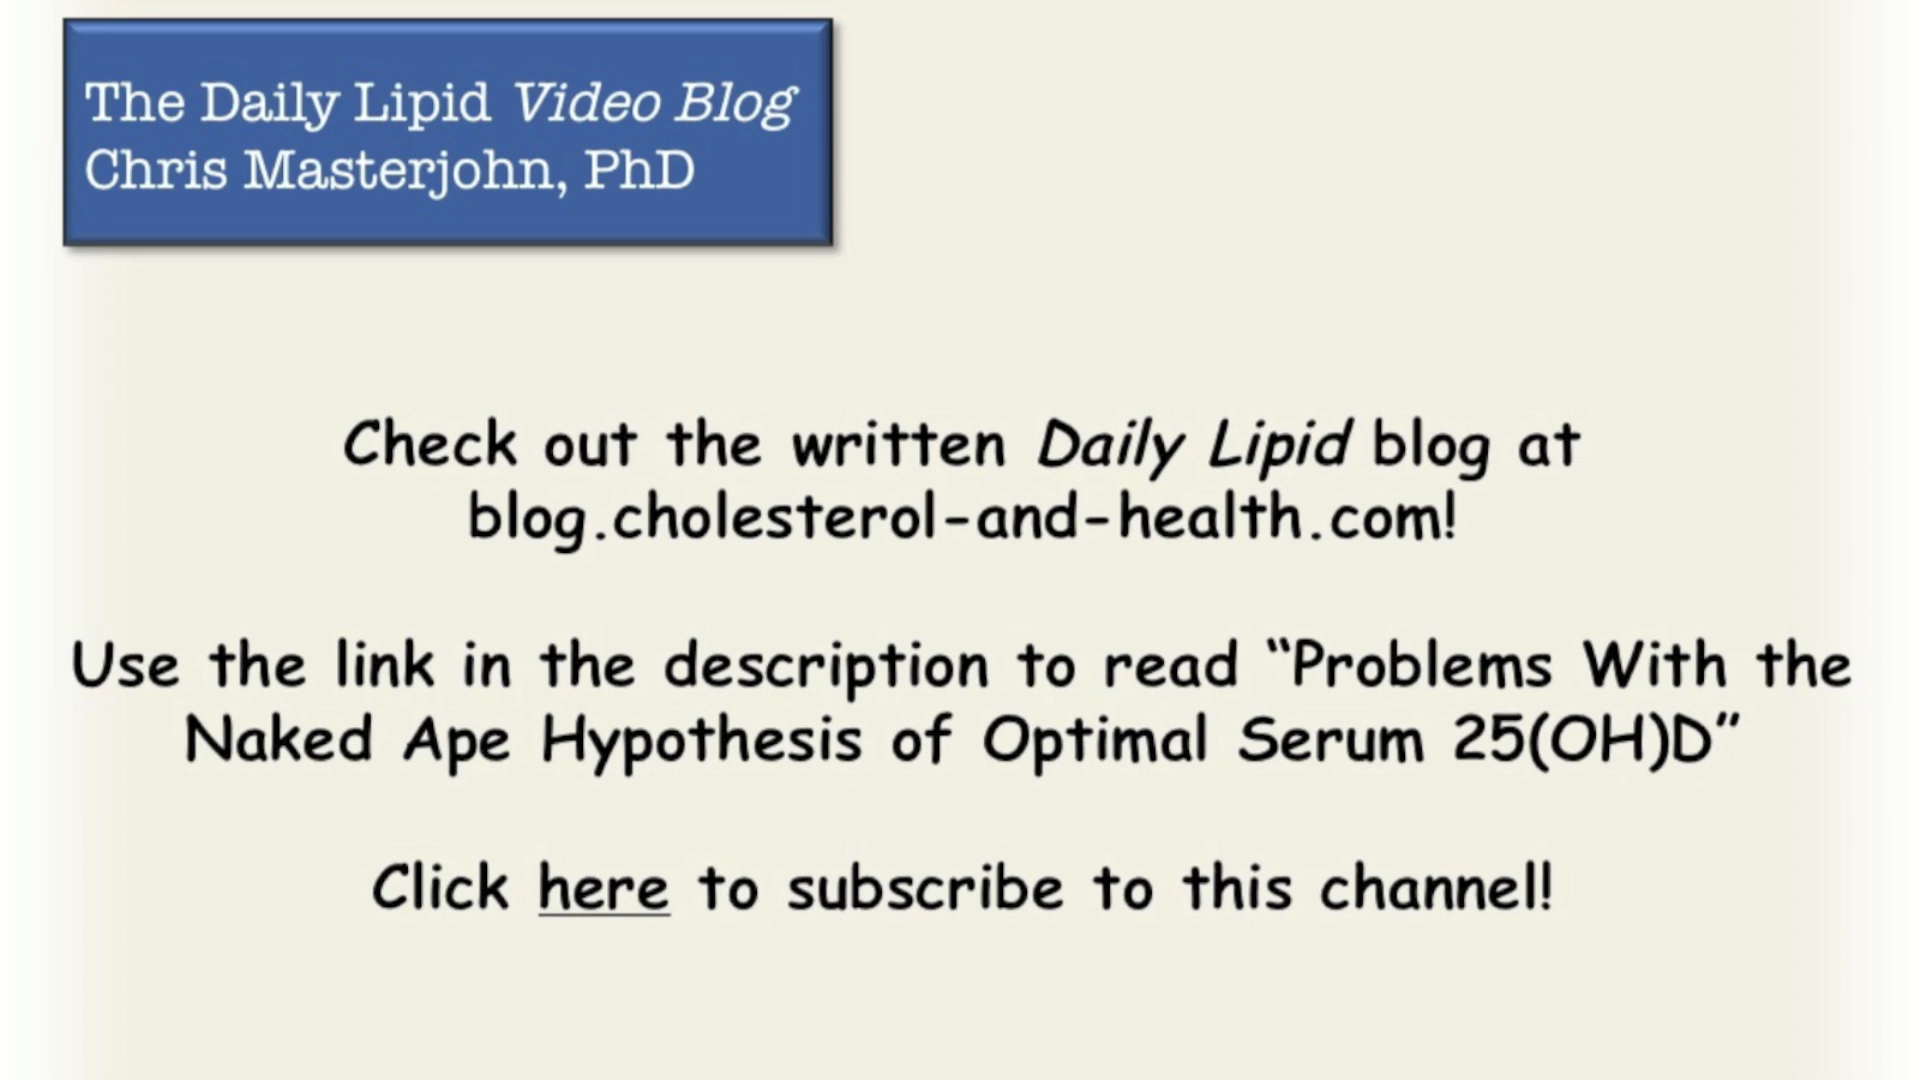 The Daily Lipid Video Blog
Chris Masterjohn, PhD
Check out the written Daily Lipid blog at
blog.cholesterol-and-health.com!
Use the link in the description to read “Problems With the
Naked Ape Hypothesis of Optimal Serum 25(OH)D”
Click here to subscribe to this channel!